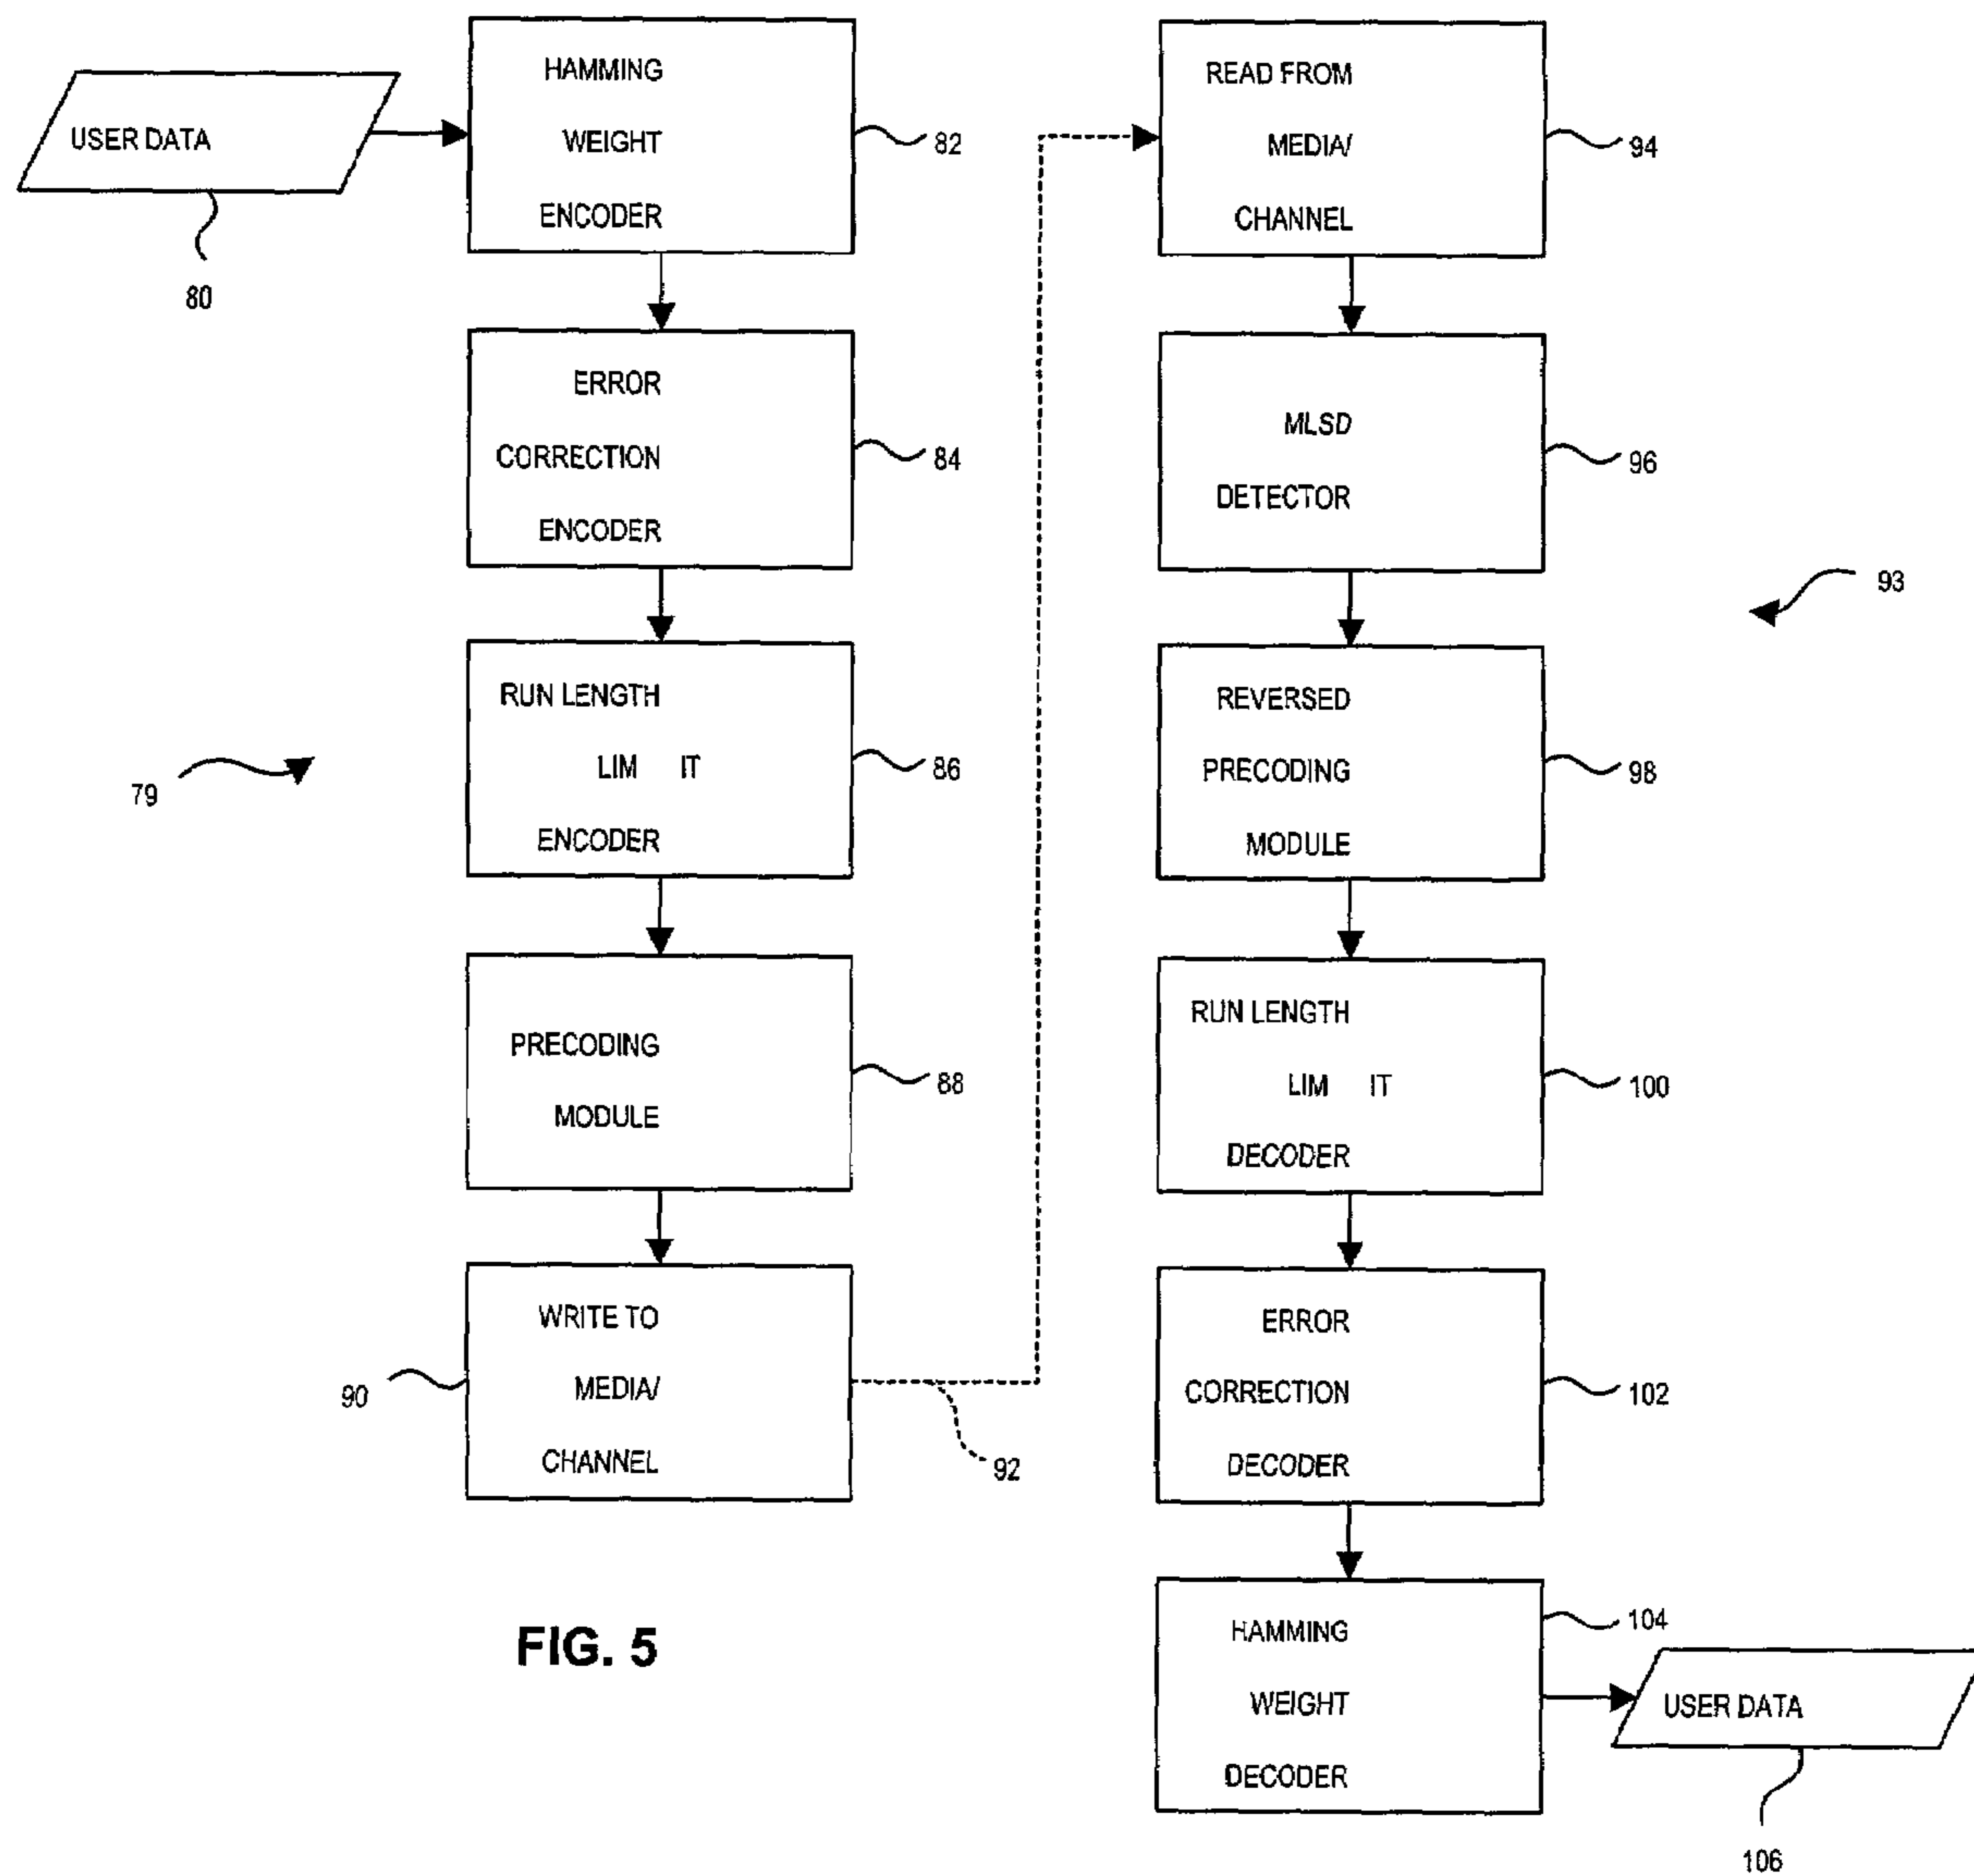 USER DATA
80
HAMMING
WEIGHT
ENCODER
82
ERROR
CORRECTION
ENCODER
84
RUN LENGTH
LIM IT
ENCODER
86
79
PRECODING
MODULE
88
WRITE TO
MEDIA/
CHANNEL
90
92
READ FROM
MEDIA/
CHANNEL
94
MLSD
DETECTOR
96
93
REVERSED
PRECODING
MODULE
98
RUN LENGTH
LIM IT
DECODER
100
ERROR
CORRECTION
DECODER
102
HAMMING
WEIGHT
DECODER
104
USER DATA
106
FIG. 5